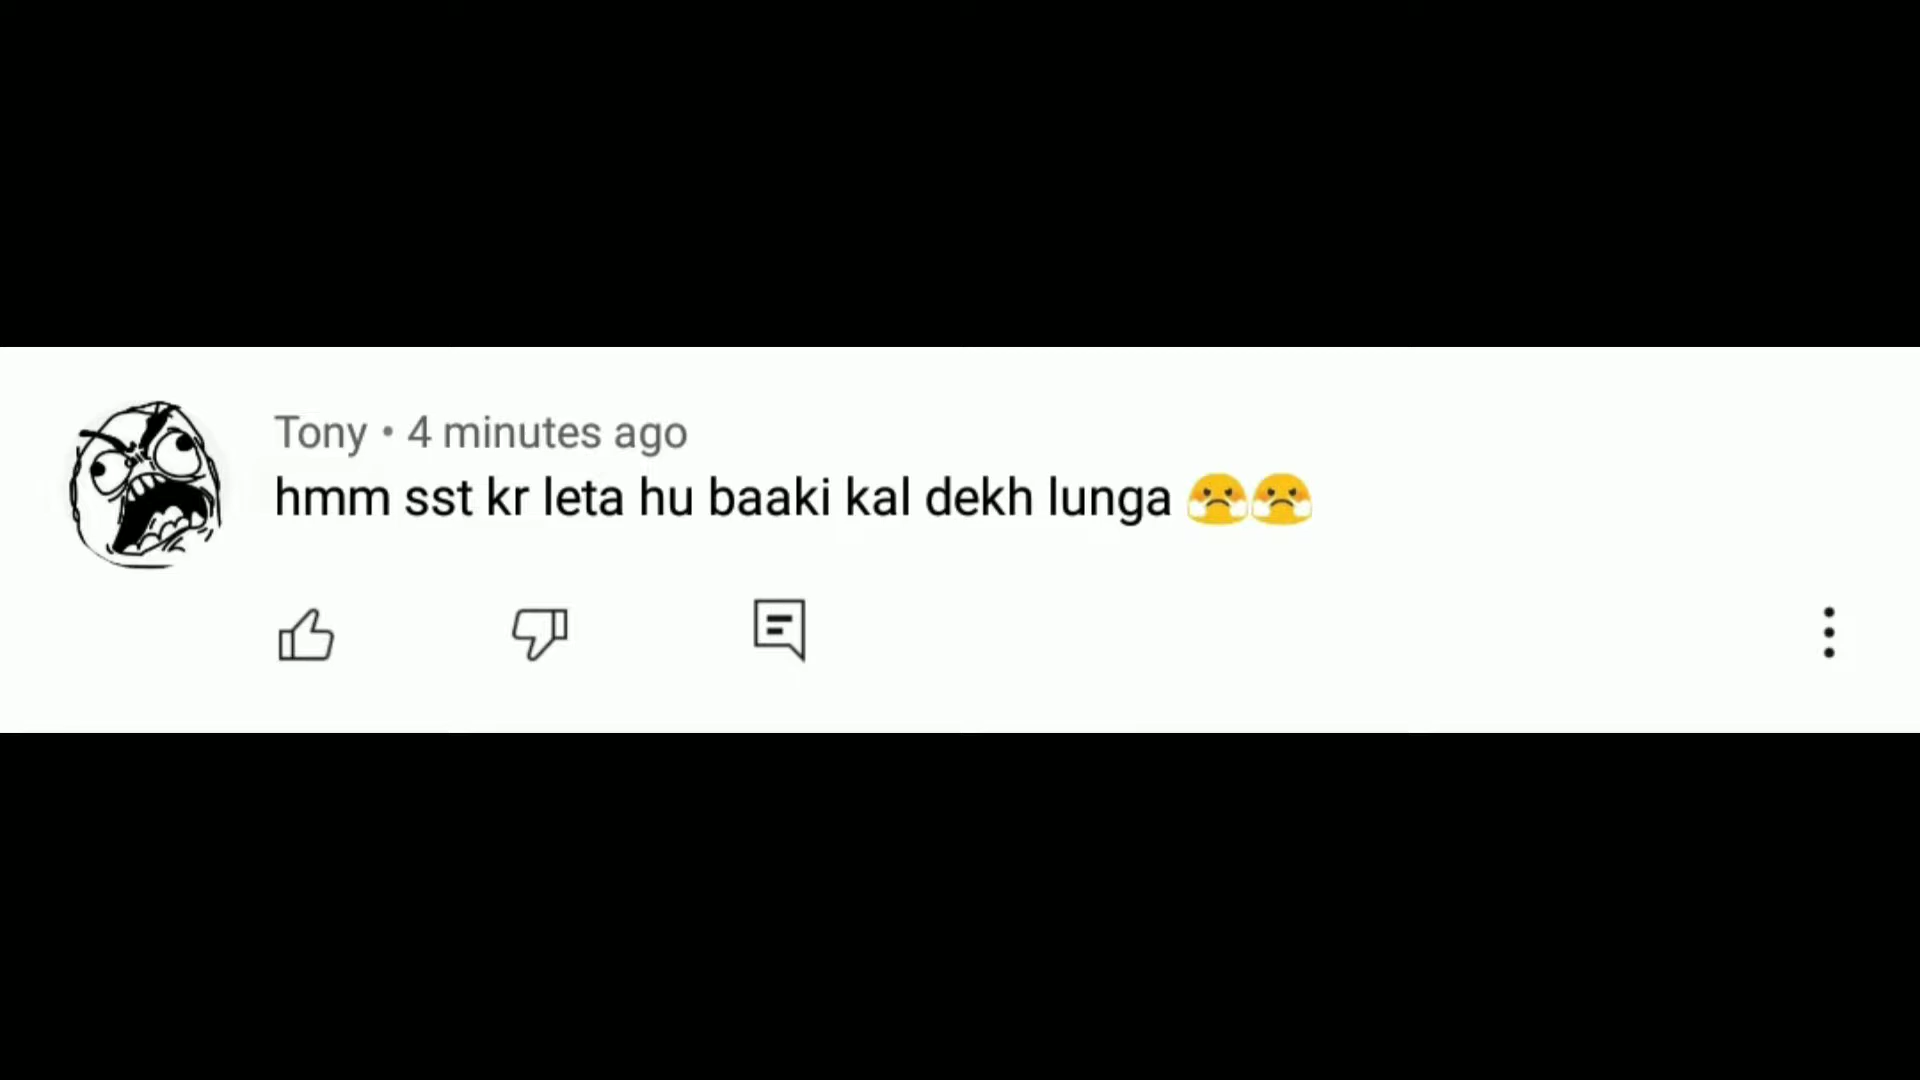 Tony • 4 minutes ago
hmm sst kr leta hu baaki kal dekh lunga 😤😤